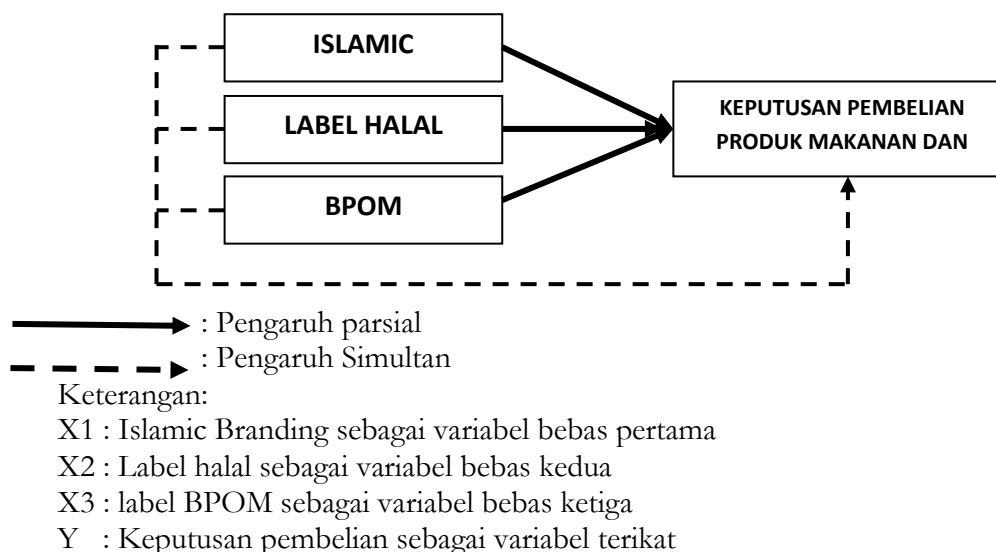 ISLAMIC
LABEL HALAL
BPOM
KEPUTUSAN PEMBELIAN
PRODUK MAKANAN DAN
: Pengaruh parsial
: Pengaruh Simultan
Keterangan:
X1 : Islamic Branding sebagai variabel bebas pertama
X2 : Label halal sebagai variabel bebas kedua
X3 : label BPOM sebagai variabel bebas ketiga
Y : Keputusan pembelian sebagai variabel terikat